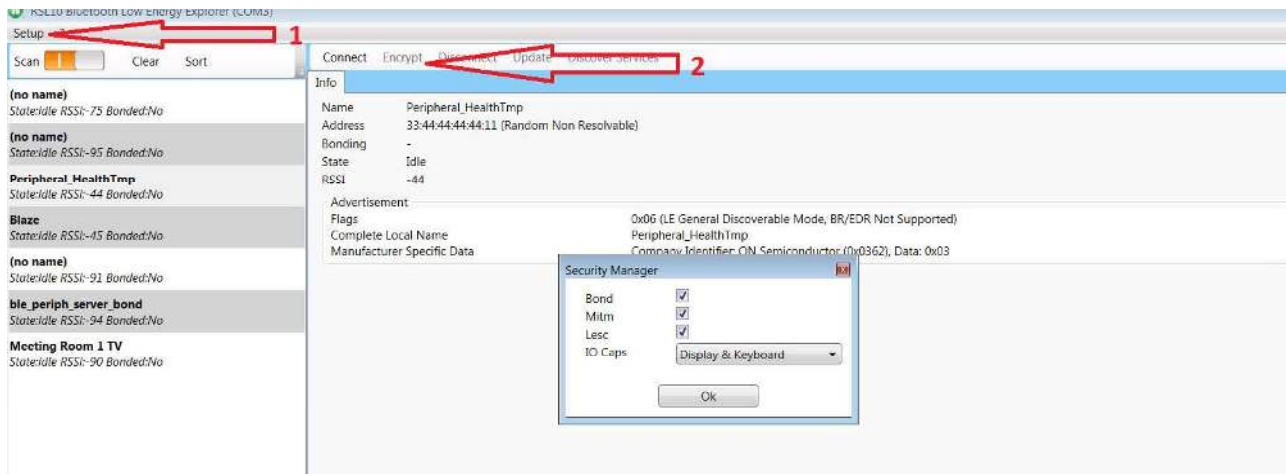 RSL10 Bluetooth Low Energy Explorer (COM3)
Setup
1
Scan Clear Sort
Connect Encrypt Disconnect Update Discover Services
2
Info
(no name)
State:Idle RSSI:-75 Bonded:No
(no name)
State:Idle RSSI:-95 Bonded:No
Peripheral_HealthTmp
State:Idle RSSI:-44 Bonded:No
Blaze
State:Idle RSSI:-45 Bonded:No
(no name)
State:Idle RSSI:-91 Bonded:No
ble_periph_server_bond
State:Idle RSSI:-94 Bonded:No
Meeting Room 1 TV
State:Idle RSSI:-90 Bonded:No
Name Peripheral_HealthTmp
Address 33:44:44:44:44:11 (Random Non Resolvable)
Bonding -
State Idle
RSSI -44
Advertisement
Flags 0x06 (LE General Discoverable Mode, BR/EDR Not Supported)
Complete Local Name Peripheral_HealthTmp
Manufacturer Specific Data Company Identifier: ON Semiconductor (0x0362), Data: 0x03
Security Manager
Bond
Mitm
Lesc
IO Caps Display & Keyboard
Ok